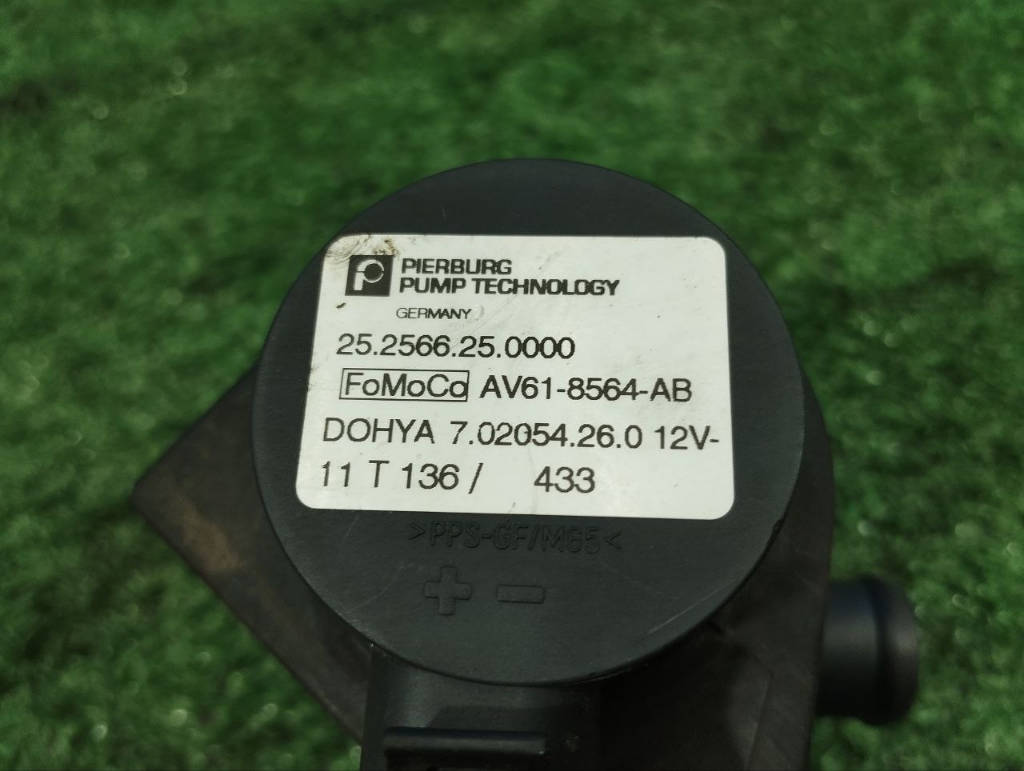 PIERBURG
PUMP TECHNOLOGY
GERMANY
25.2566.25.0000
FoMoCo AV61-8564-AB
DOHYA 7.02054.26.0 12V-
11 T 136 / 433
>PPS-GF/M65<
+ -